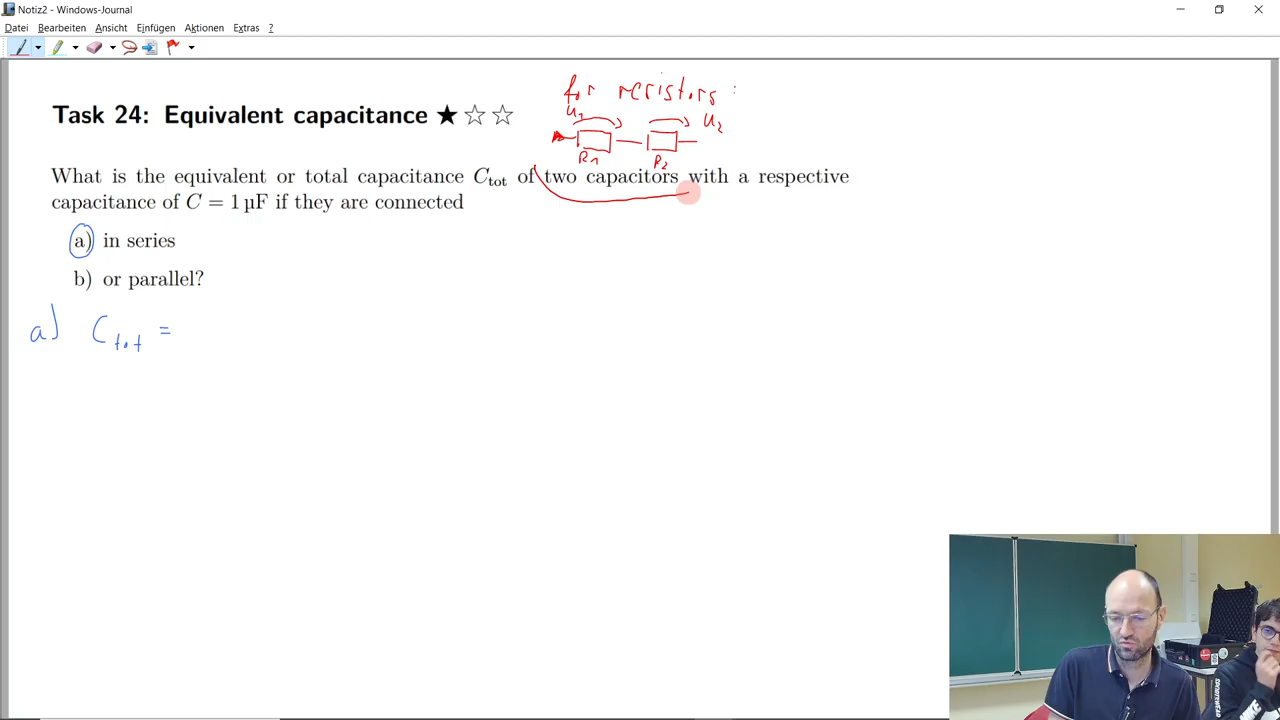 Notiz2 - Windows-Journal
Datei Bearbeiten Ansicht Einfügen Aktionen Extras ?
for resistors :
Task 24: Equivalent capacitance ★☆☆
U1 U2
R1 R2
What is the equivalent or total capacitance Ctot of two capacitors with a respective
capacitance of C = 1 µF if they are connected
a) in series
b) or parallel?
a) Ctot =